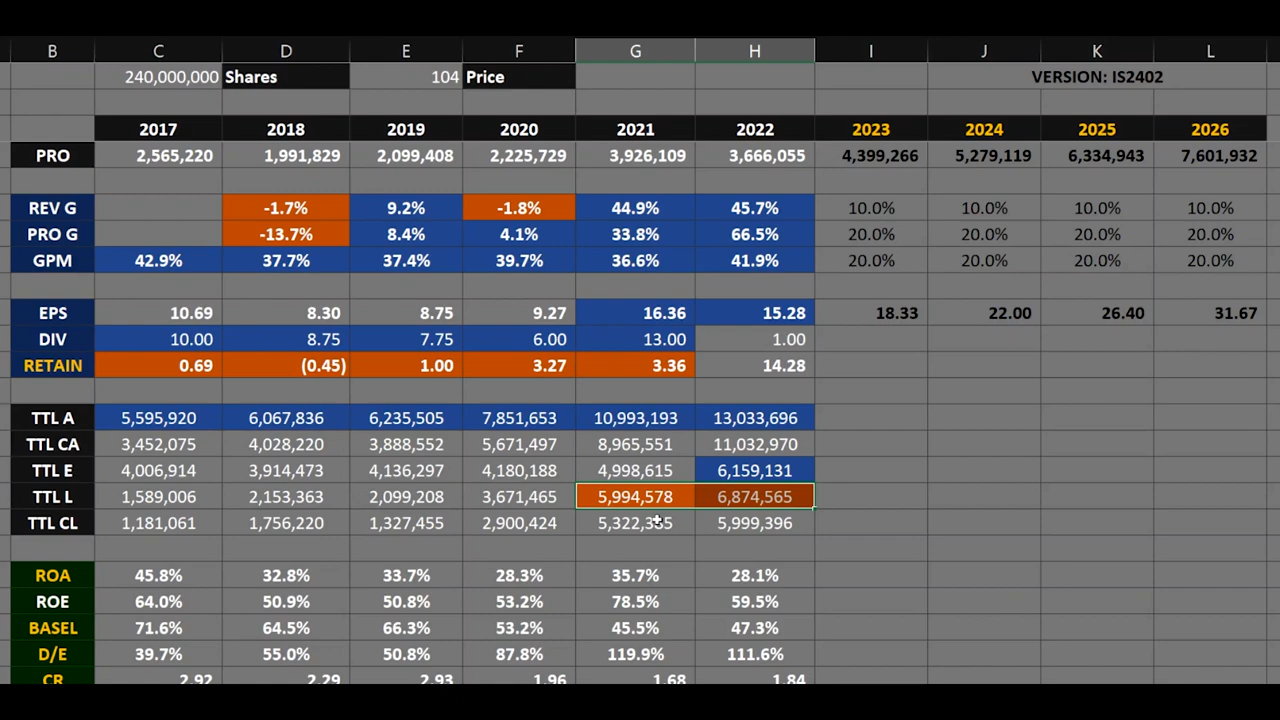 B C D E F G H I J K L
240,000,000 Shares 104 Price VERSION: IS2402
2017 2018 2019 2020 2021 2022 2023 2024 2025 2026
PRO 2,565,220 1,991,829 2,099,408 2,225,729 3,926,109 3,666,055 4,399,266 5,279,119 6,334,943 7,601,932
REV G -1.7% 9.2% -1.8% 44.9% 45.7% 10.0% 10.0% 10.0% 10.0%
PRO G -13.7% 8.4% 4.1% 33.8% 66.5% 20.0% 20.0% 20.0% 20.0%
GPM 42.9% 37.7% 37.4% 39.7% 36.6% 41.9% 20.0% 20.0% 20.0% 20.0%
EPS 10.69 8.30 8.75 9.27 16.36 15.28 18.33 22.00 26.40 31.67
DIV 10.00 8.75 7.75 6.00 13.00 1.00
RETAIN 0.69 (0.45) 1.00 3.27 3.36 14.28
TTL A 5,595,920 6,067,836 6,235,505 7,851,653 10,993,193 13,033,696
TTL CA 3,452,075 4,028,220 3,888,552 5,671,497 8,965,551 11,032,970
TTL E 4,006,914 3,914,473 4,136,297 4,180,188 4,998,615 6,159,131
TTL L 1,589,006 2,153,363 2,099,208 3,671,465 5,994,578 6,874,565
TTL CL 1,181,061 1,756,220 1,327,455 2,900,424 5,999,396
ROA 45.8% 32.8% 33.7% 28.3% 35.7% 28.1%
ROE 64.0% 50.9% 50.8% 53.2% 78.5% 59.5%
BASEL 71.6% 64.5% 66.3% 53.2% 45.5% 47.3%
D/E 39.7% 55.0% 50.8% 87.8% 119.9% 111.6%
CR 2.92 2.29 2.93 1.96 1.68 1.84